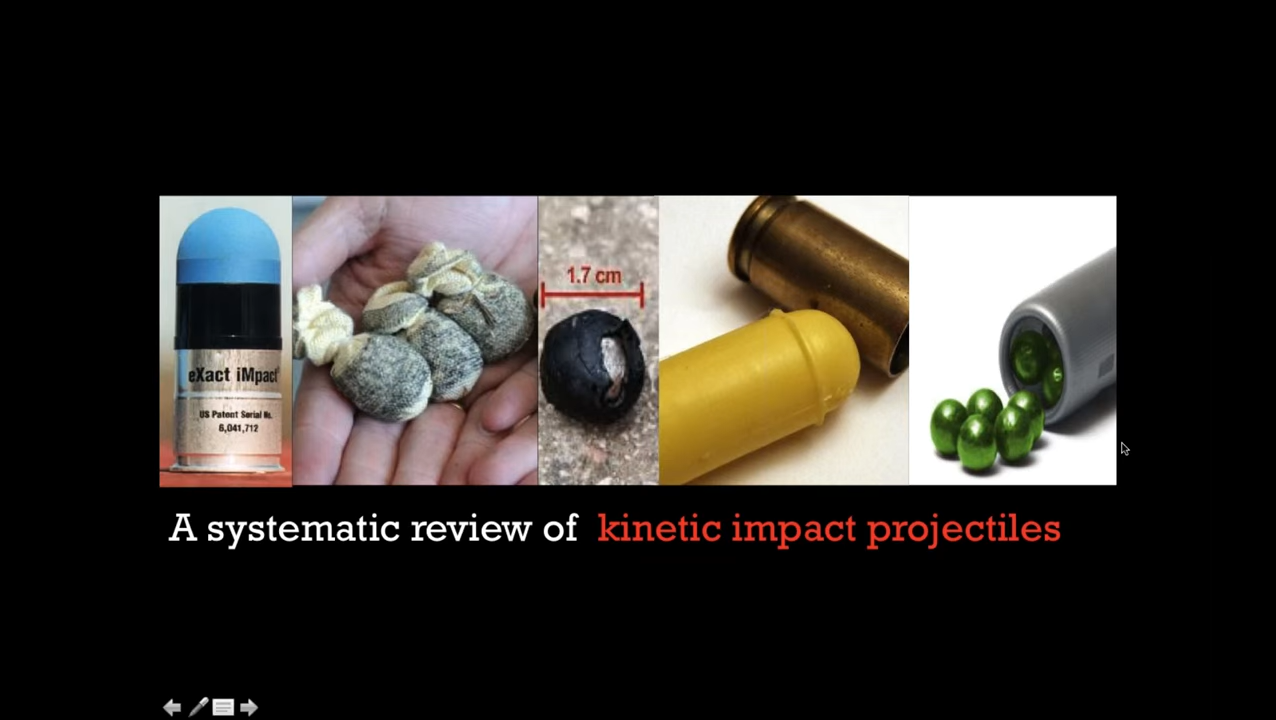 eXact iMpact
US Patent Serial No.
6,041,712
1.7 cm
A systematic review of kinetic impact projectiles